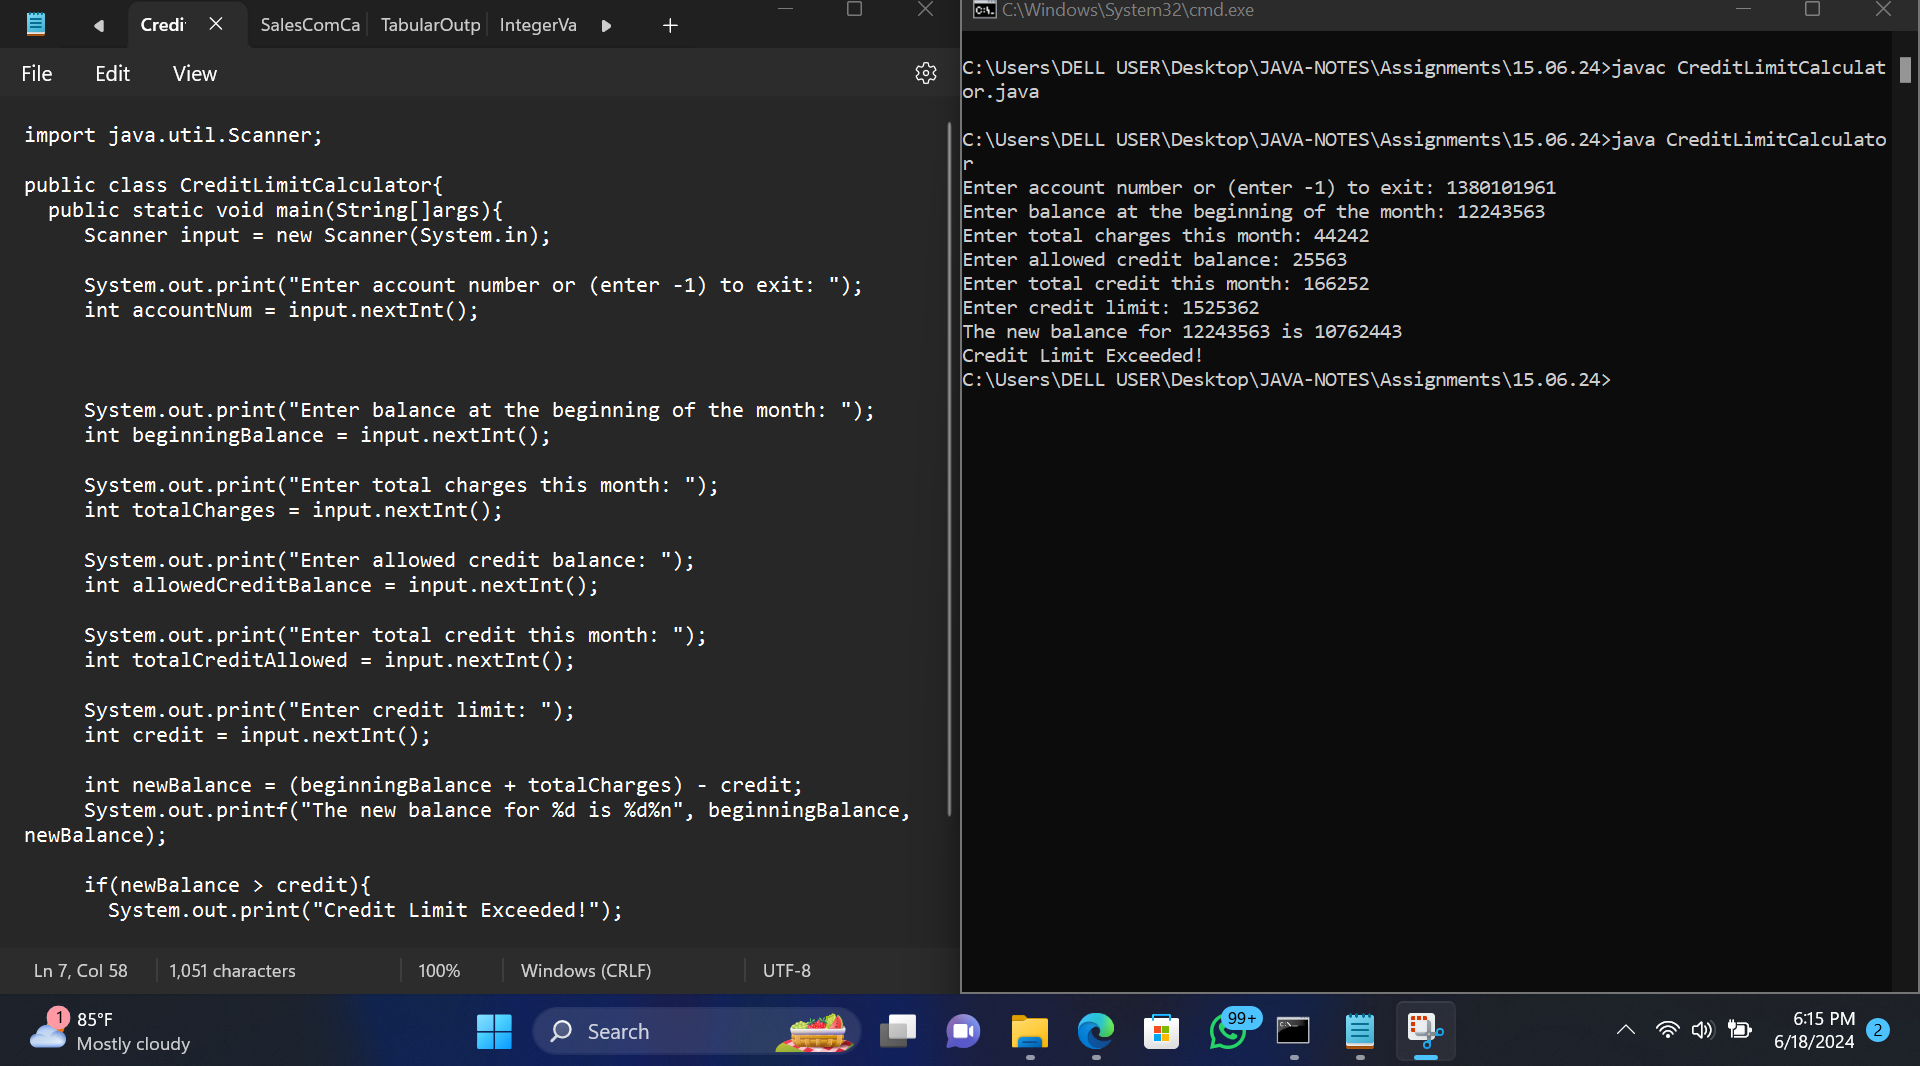 Credi
SalesComCa
TabularOutp
IntegerVa
File
Edit
View
import java.util.Scanner;
public class CreditLimitCalculator{
public static void main(String[]args){
Scanner input = new Scanner(System.in);
System.out.print("Enter account number or (enter -1) to exit: ");
int accountNum = input.nextInt();
System.out.print("Enter balance at the beginning of the month: ");
int beginningBalance = input.nextInt();
System.out.print("Enter total charges this month: ");
int totalCharges = input.nextInt();
System.out.print("Enter allowed credit balance: ");
int allowedCreditBalance = input.nextInt();
System.out.print("Enter total credit this month: ");
int totalCreditAllowed = input.nextInt();
System.out.print("Enter credit limit: ");
int credit = input.nextInt();
int newBalance = (beginningBalance + totalCharges) - credit;
System.out.printf("The new balance for %d is %d%n", beginningBalance,
newBalance);
if(newBalance > credit){
System.out.print("Credit Limit Exceeded!");
Ln 7, Col 58
1,051 characters
100%
Windows (CRLF)
UTF-8
C:\Windows\System32\cmd.exe
C:\Users\DELL USER\Desktop\JAVA-NOTES\Assignments\15.06.24>javac CreditLimitCalculat
or.java
C:\Users\DELL USER\Desktop\JAVA-NOTES\Assignments\15.06.24>java CreditLimitCalculato
r
Enter account number or (enter -1) to exit: 1380101961
Enter balance at the beginning of the month: 12243563
Enter total charges this month: 44242
Enter allowed credit balance: 25563
Enter total credit this month: 166252
Enter credit limit: 1525362
The new balance for 12243563 is 10762443
Credit Limit Exceeded!
C:\Users\DELL USER\Desktop\JAVA-NOTES\Assignments\15.06.24>
1
85°F
Mostly cloudy
Search
99+
6:15 PM
6/18/2024
2